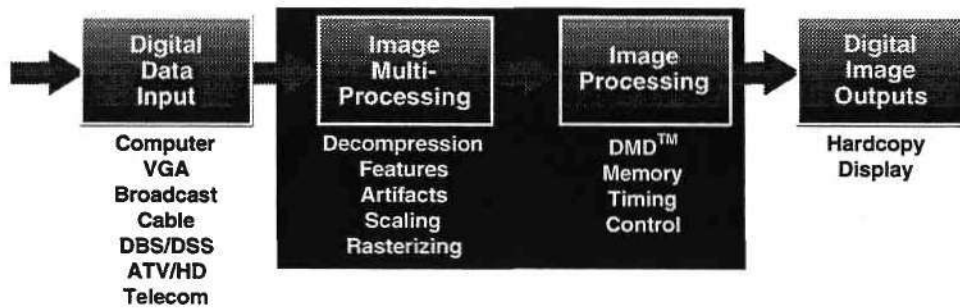 Digital
Data
Input
Computer
VGA
Broadcast
Cable
DBS/DSS
ATV/HD
Telecom
Image
Multi-
Processing
Decompression
Features
Artifacts
Scaling
Rasterizing
Image
Processing
DMD™
Memory
Timing
Control
Digital
Image
Outputs
Hardcopy
Display